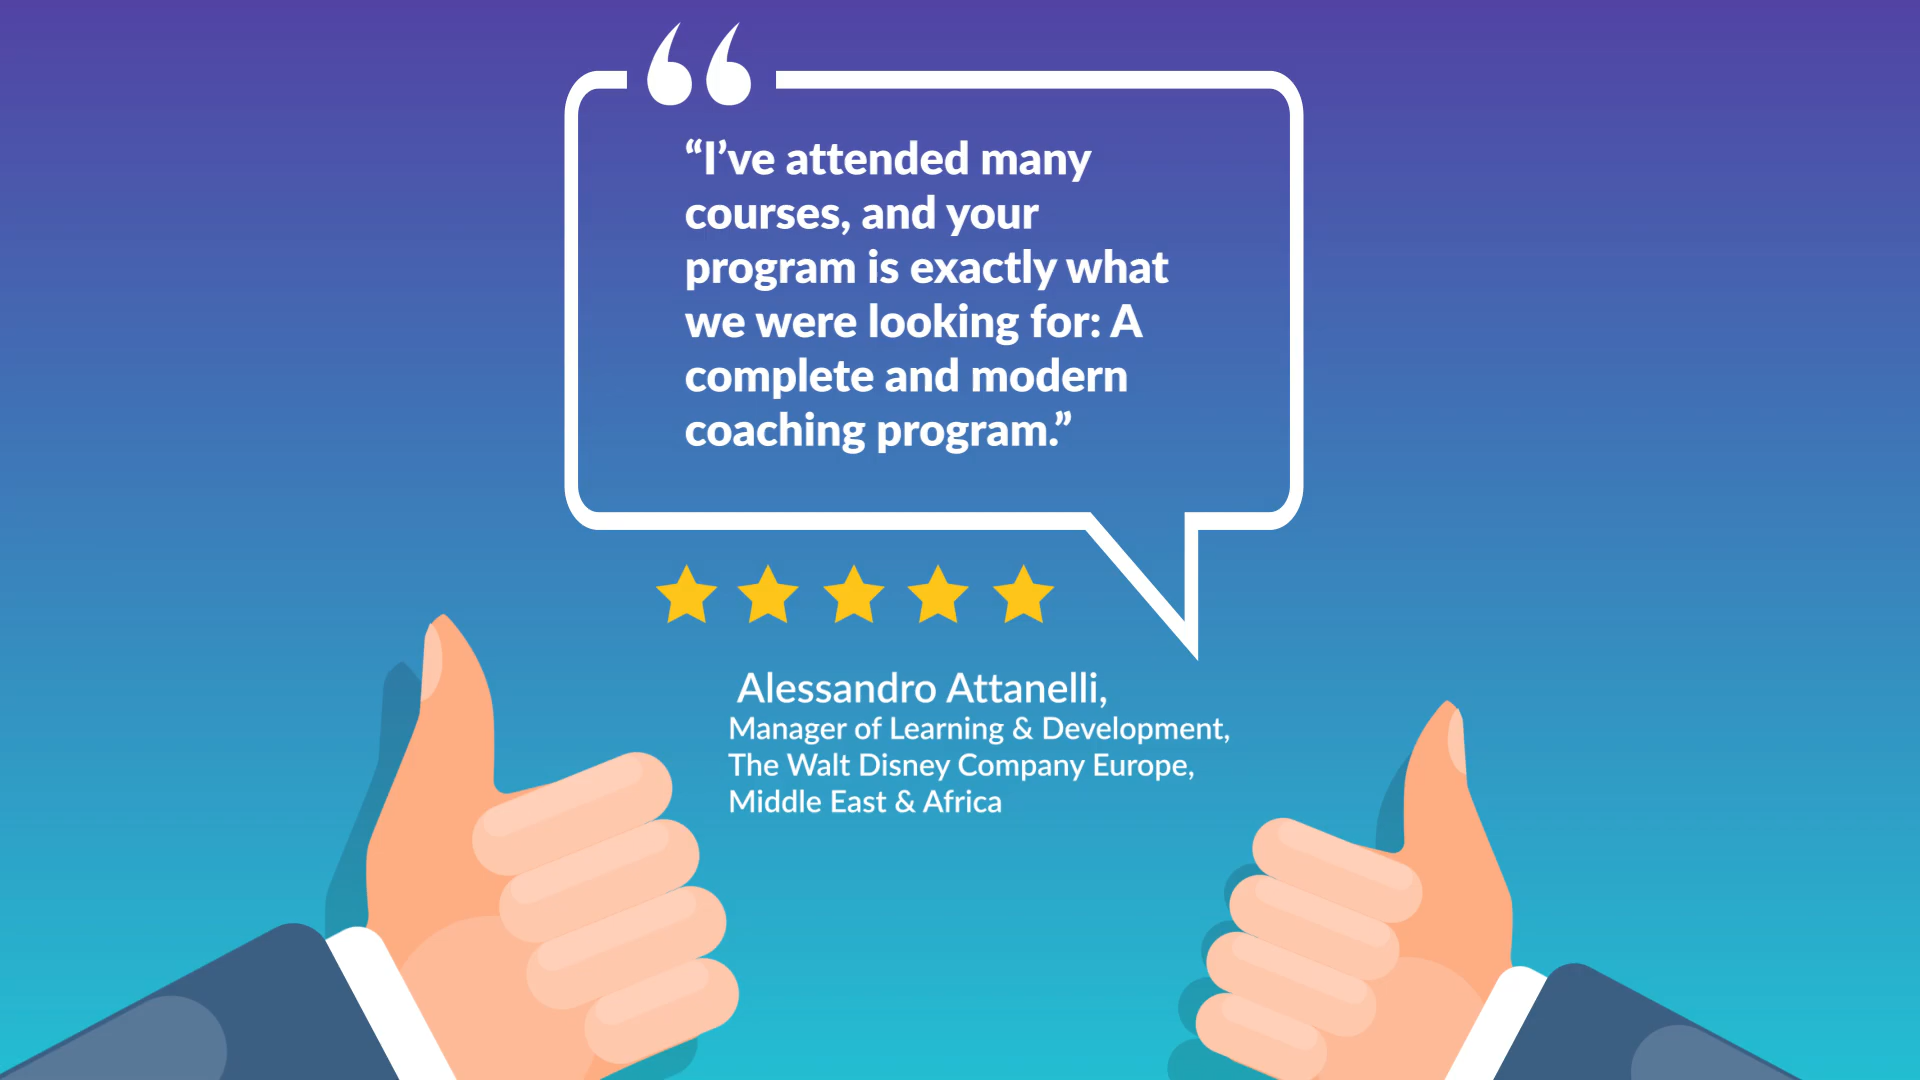 “I’ve attended many
courses, and your
program is exactly what
we were looking for: A
complete and modern
coaching program.”
Alessandro Attanelli,
Manager of Learning & Development,
The Walt Disney Company Europe,
Middle East & Africa